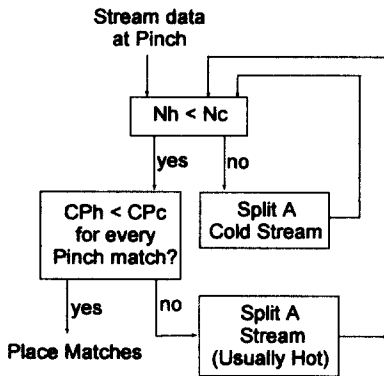 Stream data
at Pinch
Nh < Nc
yes
no
CPh < CPc
for every
Pinch match?
Split A
Cold Stream
yes
no
Place Matches
Split A
Stream
(Usually Hot)